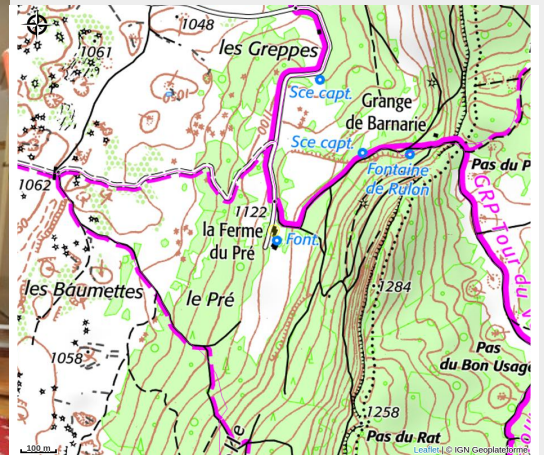 1048
1061
les Greppes
1001
Sce capt.
Grange
de Barnarie
Sce capt.
Fontaine
de Rulon
Pas du P
1062
1122
la Ferme
du Pré
Font.
GRP Tour du V
1284
les Baumettes
le Pré
Pas
du Bon Usage
1058
1258
Pas du Rat
100 m
Leaflet | © IGN Geoplateforme